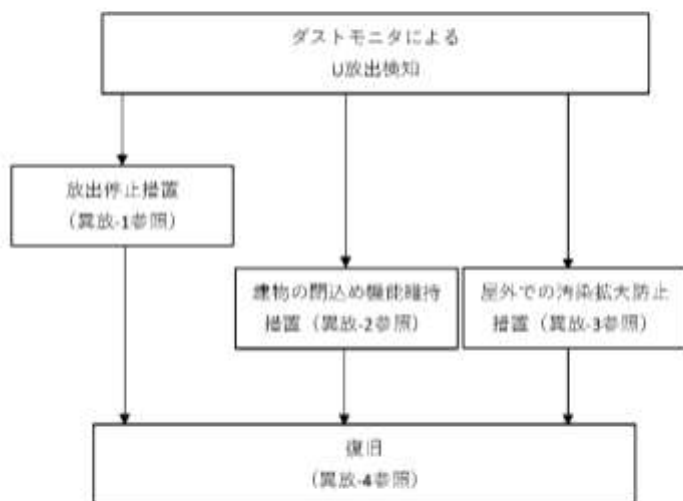 ダストモニタによる
U放出検知
放出停止措置
（異放-1参照）
建物の閉込め機能維持
措置（異放-2参照）
屋外での汚染拡大防止
措置（異放-3参照）
復旧
（異放-4参照）